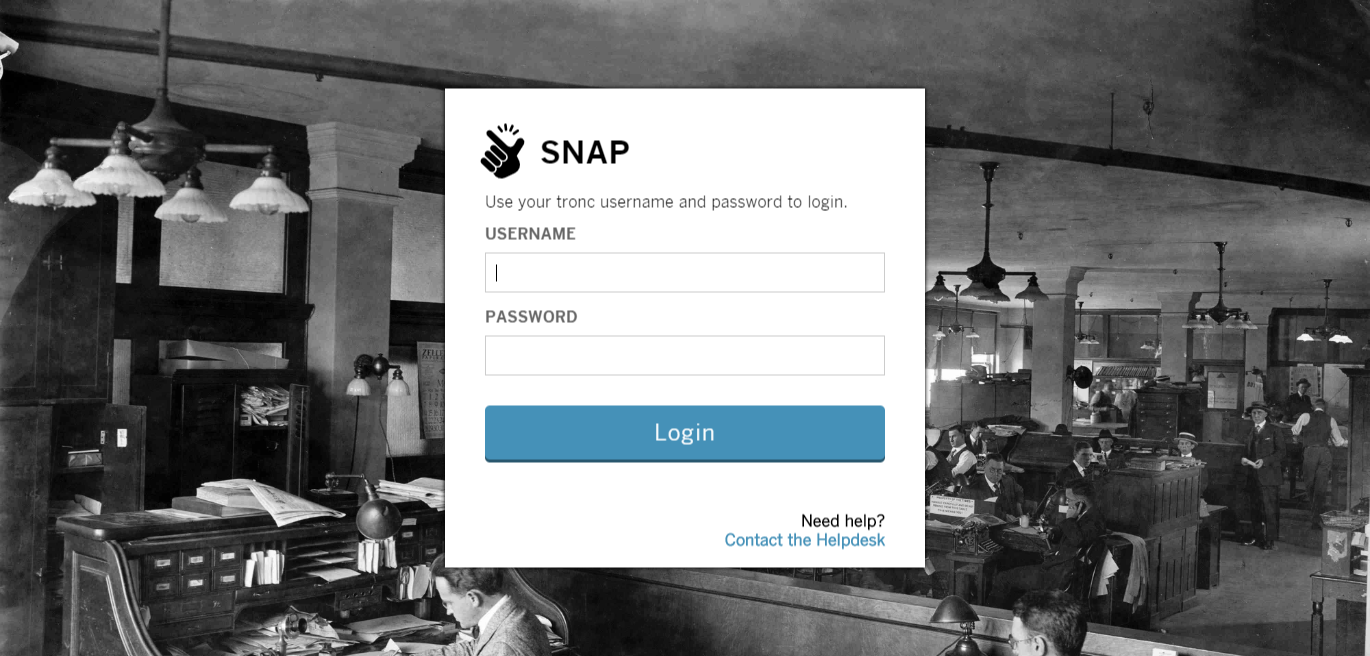 SNAP
Use your tronc username and password to login.
USERNAME
PASSWORD
Login
Need help?
Contact the Helpdesk